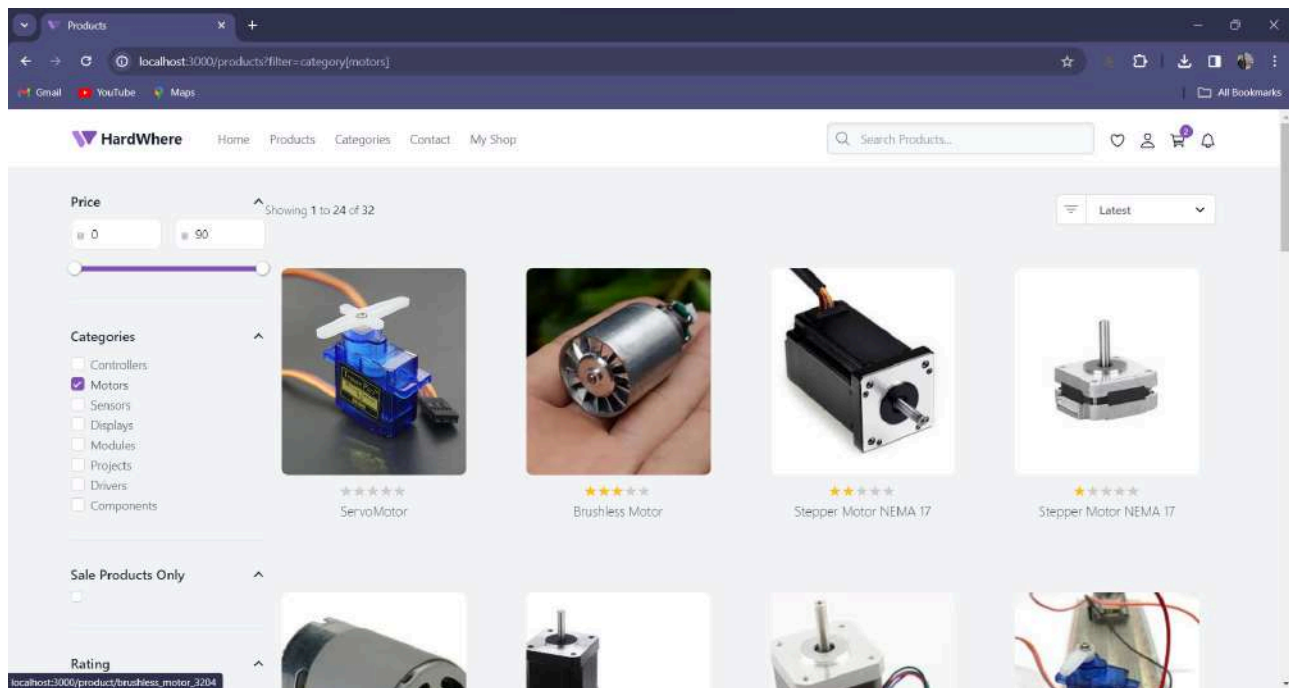 Products
localhost:3000/products?filter=category[motors]
Gmail YouTube Maps All Bookmarks
HardWhere Home Products Categories Contact My Shop Search Products... 2
Price
Showing 1 to 24 of 32 Latest
0 90
Categories
Controllers
Motors
Sensors
Displays
Modules
Projects
Drivers
Components
ServoMotor Brushless Motor Stepper Motor NEMA 17 Stepper Motor NEMA 17
Sale Products Only
Rating
localhost:3000/product/brushless_motor_3204